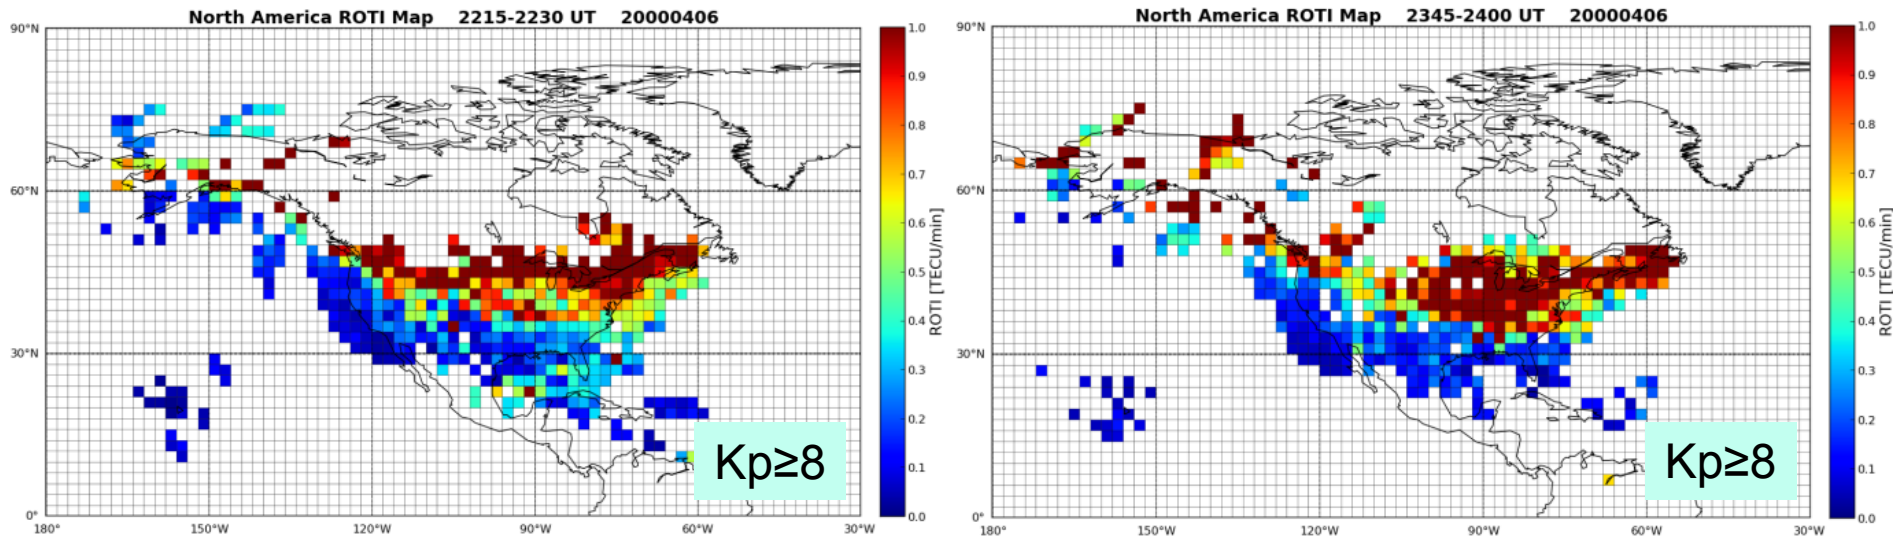 North America ROTI Map 2215-2230 UT 20000406
90°N
60°N
30°N
0°
180°
150°W
120°W
90°W
60°W
30°W
1.0
0.9
0.8
0.7
0.6
0.5
0.4
0.3
0.2
0.1
0.0
ROTI [TECU/min]
Kp≥8
North America ROTI Map 2345-2400 UT 20000406
90°N
60°N
30°N
0°
180°
150°W
120°W
90°W
60°W
30°W
1.0
0.9
0.8
0.7
0.6
0.5
0.4
0.3
0.2
0.1
0.0
ROTI [TECU/min]
Kp≥8